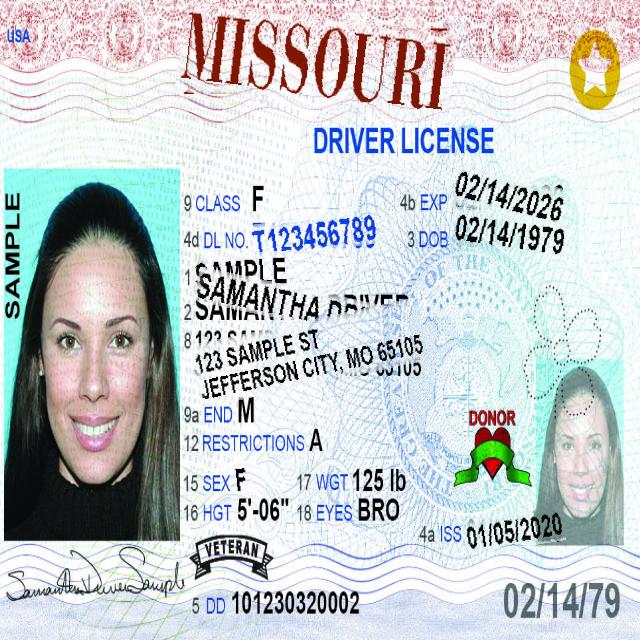 USA
MISSOURI
DRIVER LICENSE
SAMPLE
9 CLASS F
4b EXP 02/14/2026
4d DL NO. T123456789
3 DOB 02/14/1979
1 SAMPLE
2 SAMANTHA DRIVER
8 123 SAMPLE ST
JEFFERSON CITY, MO 65105
9a END M
12 RESTRICTIONS A
DONOR
15 SEX F
17 WGT 125 lb
16 HGT 5'-06"
18 EYES BRO
4a ISS 01/05/2020
VETERAN
Samantha Driver Sample
5 DD 101230320002
02/14/79